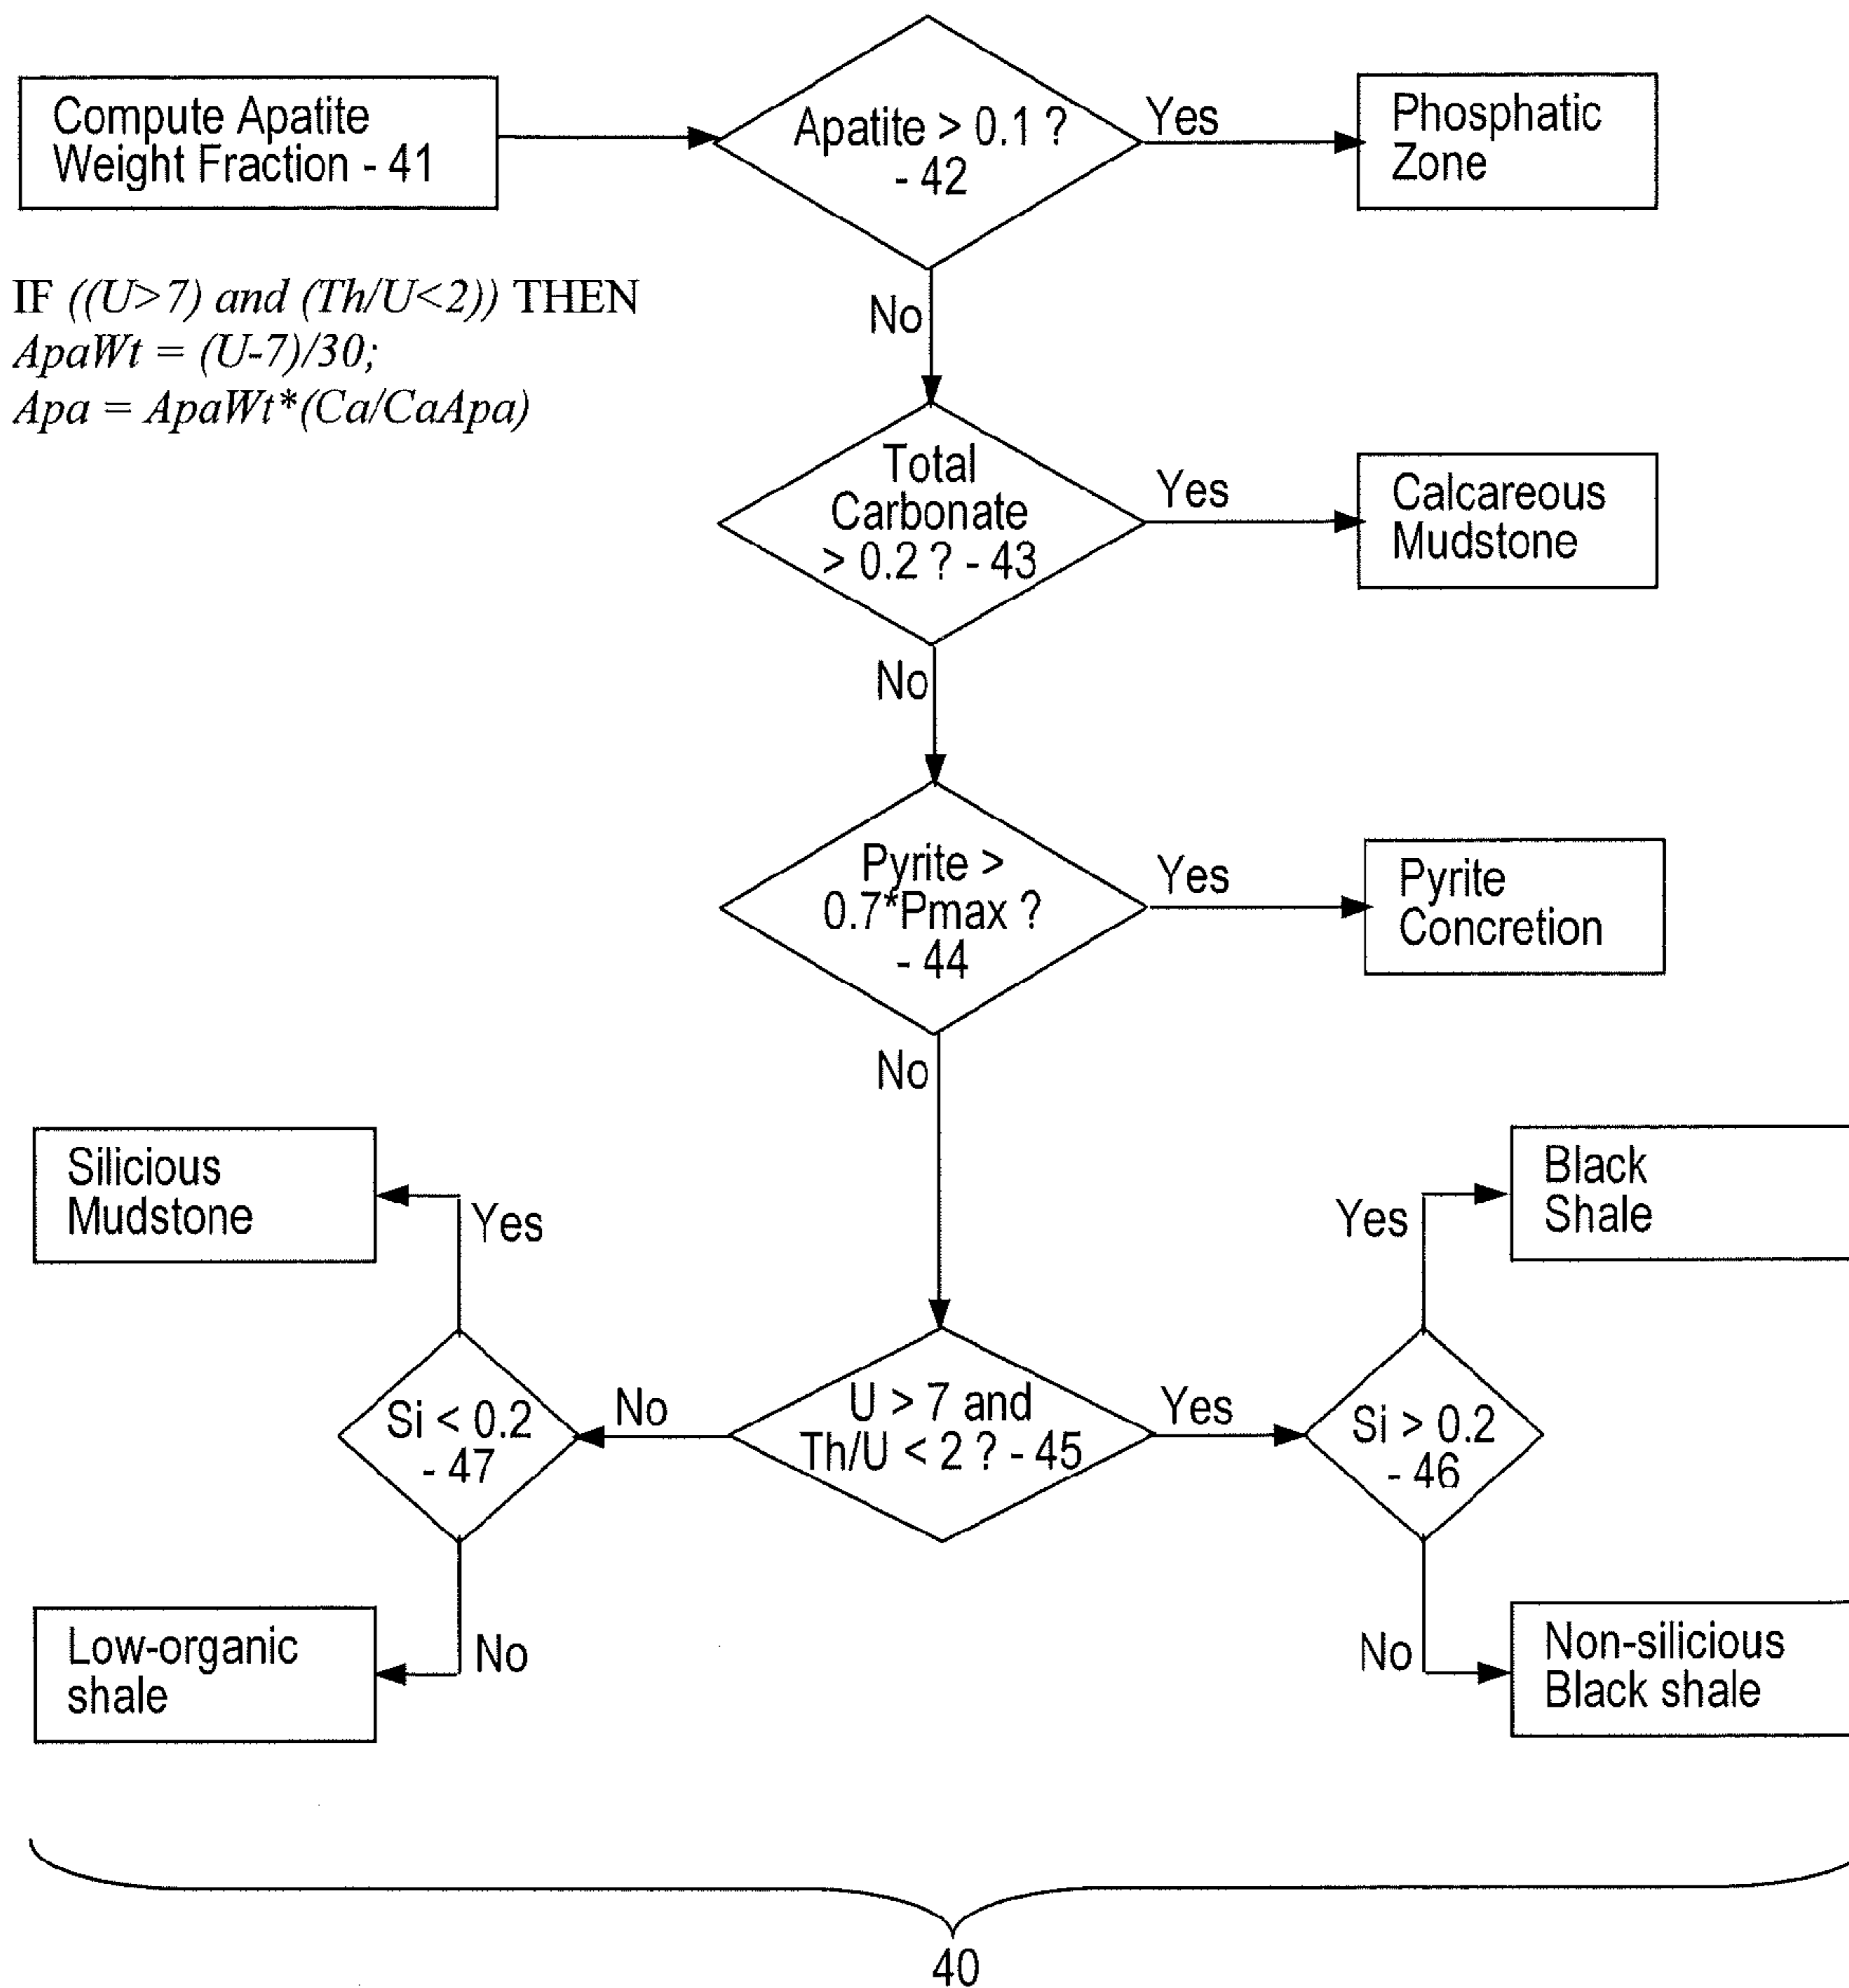 Compute Apatite
Weight Fraction - 41
Apatite > 0.1 ?
- 42
Yes
Phosphatic
Zone
IF ((U>7) and (Th/U<2)) THEN
ApaWt = (U-7)/30;
Apa = ApaWt*(Ca/CaApa)
No
Total
Carbonate
> 0.2 ? - 43
Yes
Calcareous
Mudstone
No
Pyrite >
0.7*Pmax ?
- 44
Yes
Pyrite
Concretion
No
Silicious
Mudstone
Yes
Black
Shale
Yes
Si < 0.2
- 47
No
U > 7 and
Th/U < 2 ? - 45
Yes
Si > 0.2
- 46
Low-organic
shale
No
No
Non-silicious
Black shale
40